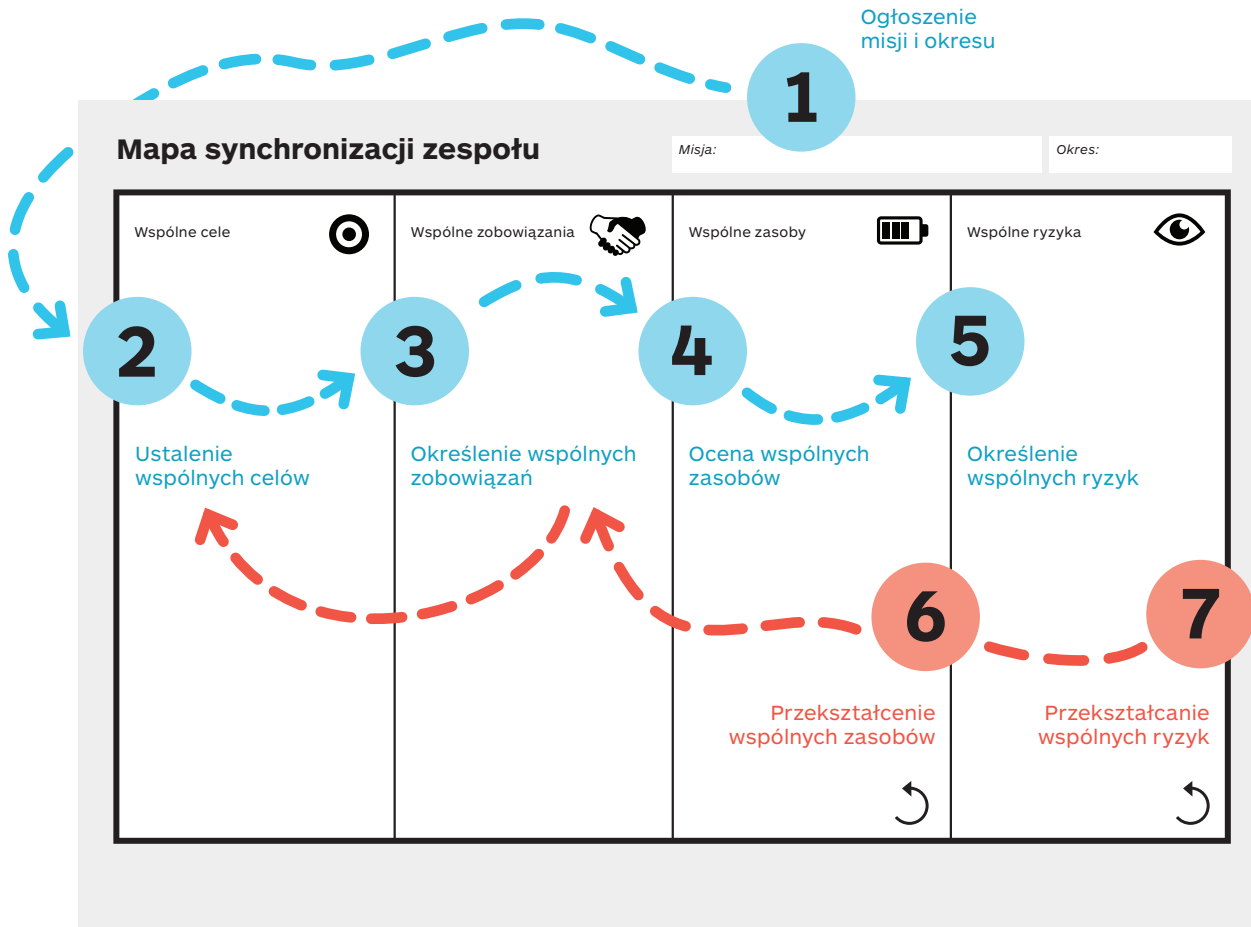 Ogłoszenie
misji i okresu
1
Mapa synchronizacji zespołu
Misja:
Okres:
Wspólne cele
Wspólne zobowiązania
Wspólne zasoby
Wspólne ryzyka
2
3
4
5
Ustalenie
wspólnych celów
Określenie wspólnych
zobowiązań
Ocena wspólnych
zasobów
Określenie
wspólnych ryzyk
6
7
Przekształcenie
wspólnych zasobów
Przekształcanie
wspólnych ryzyk